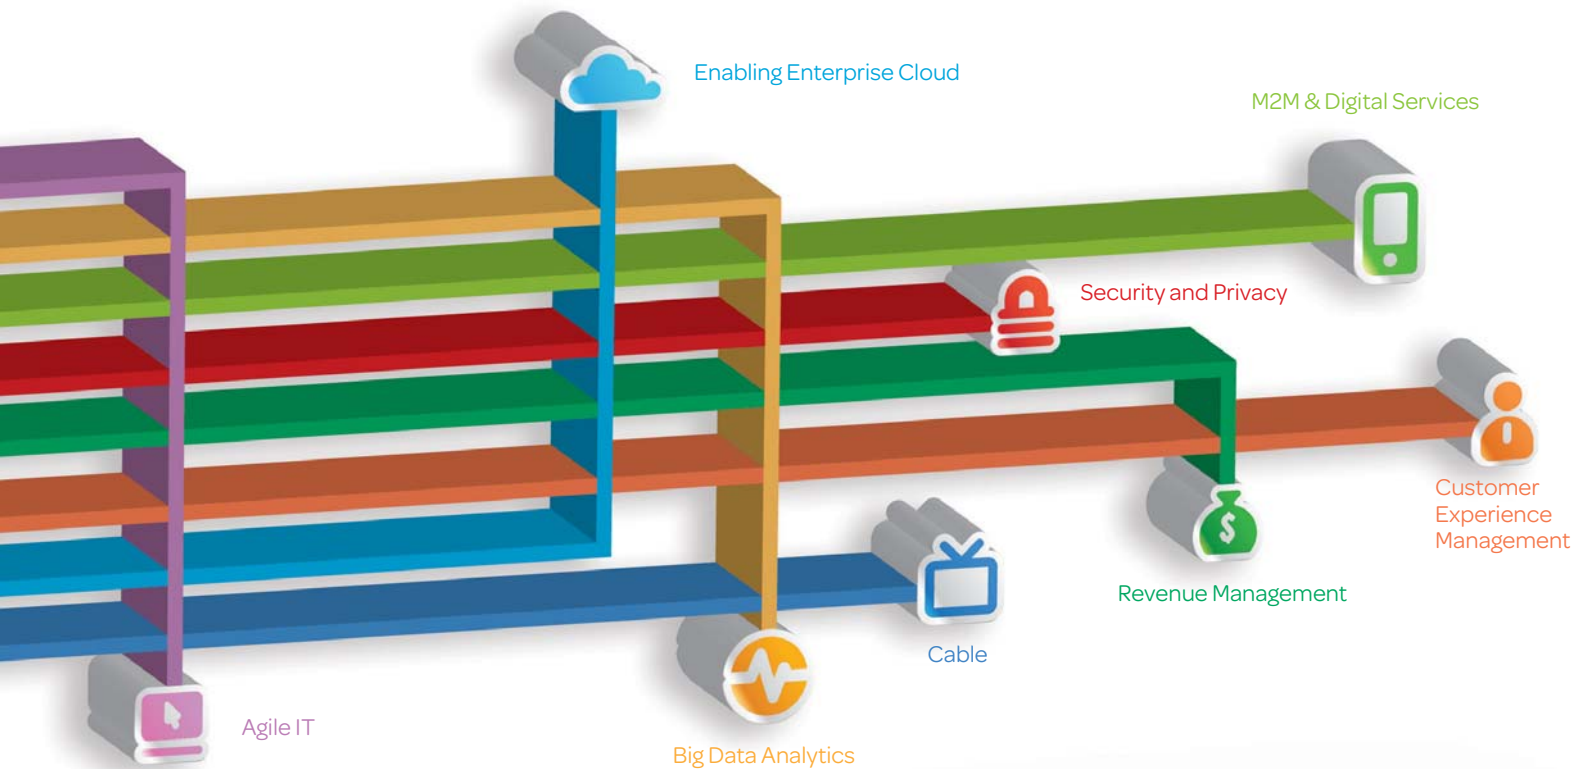 Enabling Enterprise Cloud
M2M & Digital Services
Security and Privacy
Customer
Experience
Management
Revenue Management
Cable
Agile IT
Big Data Analytics
$